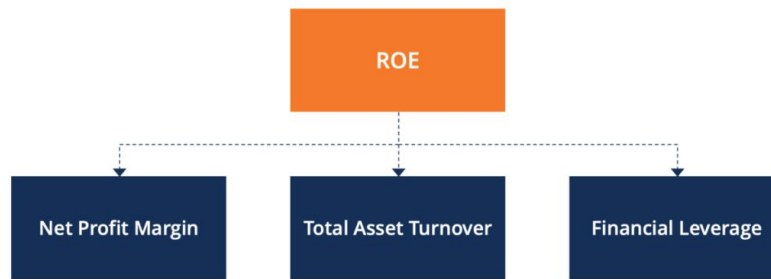 ROE
Net Profit Margin
Total Asset Turnover
Financial Leverage